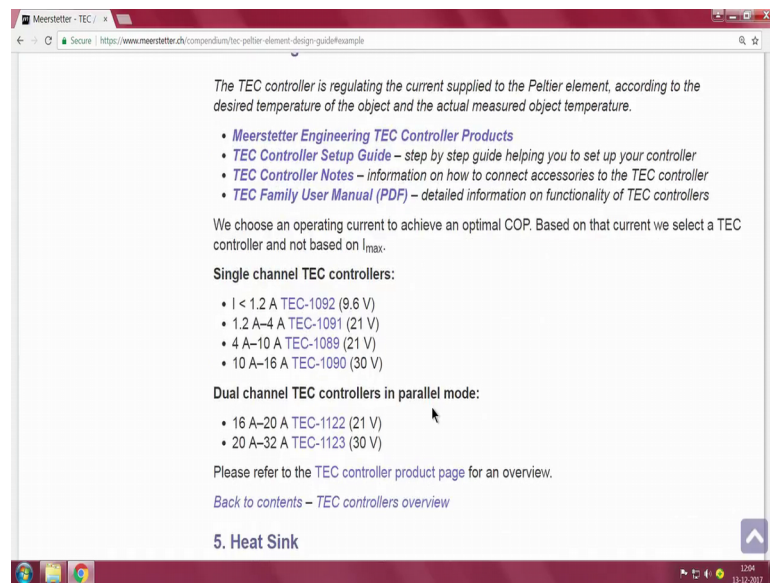 Meerstetter - TEC /
Secure | https://www.meerstetter.ch/compendium/tec-peltier-element-design-guide#example
The TEC controller is regulating the current supplied to the Peltier element, according to the
desired temperature of the object and the actual measured object temperature.
• Meerstetter Engineering TEC Controller Products
• TEC Controller Setup Guide – step by step guide helping you to set up your controller
• TEC Controller Notes – information on how to connect accessories to the TEC controller
• TEC Family User Manual (PDF) – detailed information on functionality of TEC controllers
We choose an operating current to achieve an optimal COP. Based on that current we select a TEC
controller and not based on Imax.
Single channel TEC controllers:
• I < 1.2 A TEC-1092 (9.6 V)
• 1.2 A–4 A TEC-1091 (21 V)
• 4 A–10 A TEC-1089 (21 V)
• 10 A–16 A TEC-1090 (30 V)
Dual channel TEC controllers in parallel mode:
• 16 A–20 A TEC-1122 (21 V)
• 20 A–32 A TEC-1123 (30 V)
Please refer to the TEC controller product page for an overview.
Back to contents – TEC controllers overview
5. Heat Sink
12:04
13-12-2017